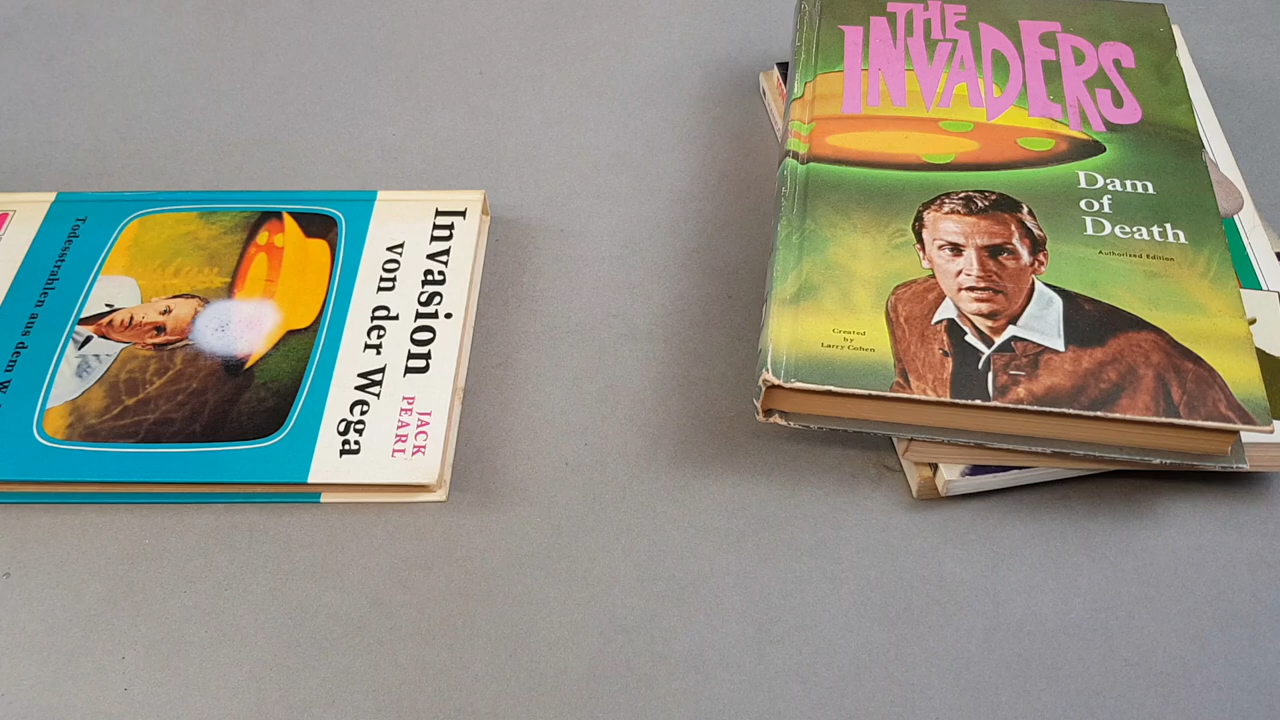 Invasion
von der Wega
JACK
PEARL
Todesstrahlen aus dem
THE
INVADERS
Dam
of
Death
Authorized Edition
Created
by
Larry Cohen